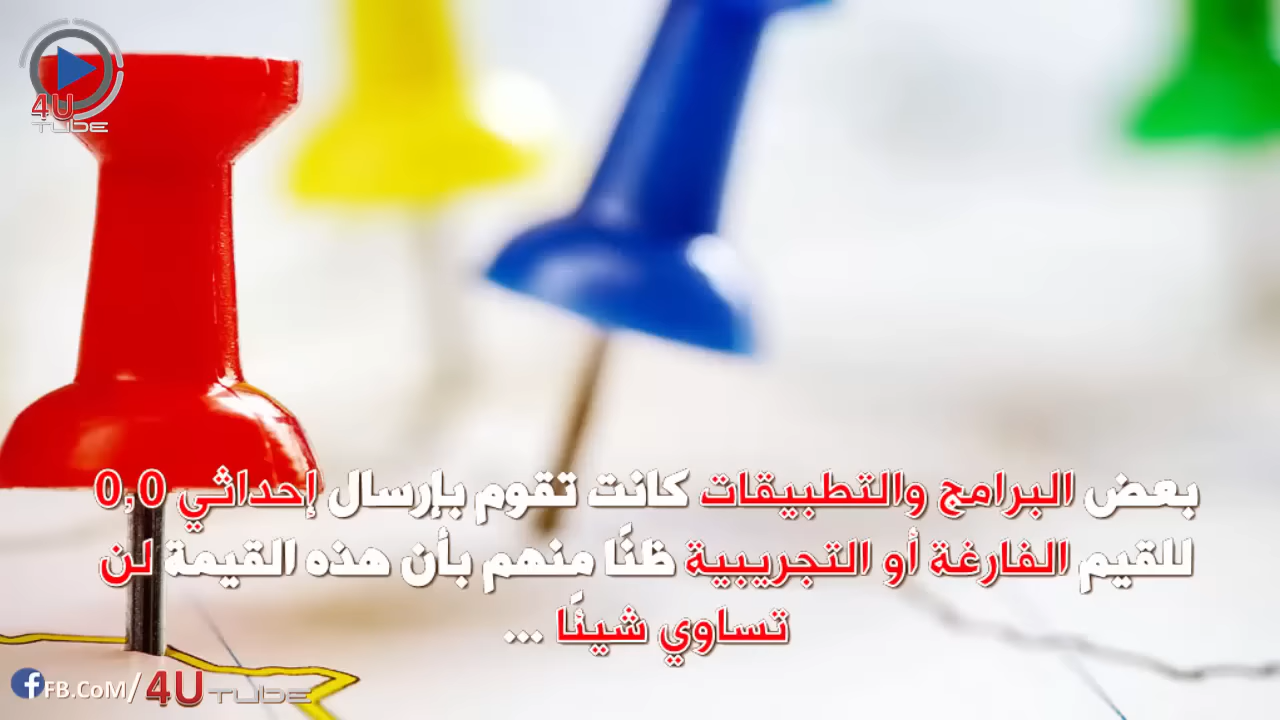 4U
TUBE
بعض البرامج والتطبيقات كانت تقوم بإرسال إحداثي 0,0
للقيم الفارغة أو التجريبية ظنًا منهم بأن هذه القيمة لن
تساوي شيئًا ...
f FB.CoM/4U TUBE